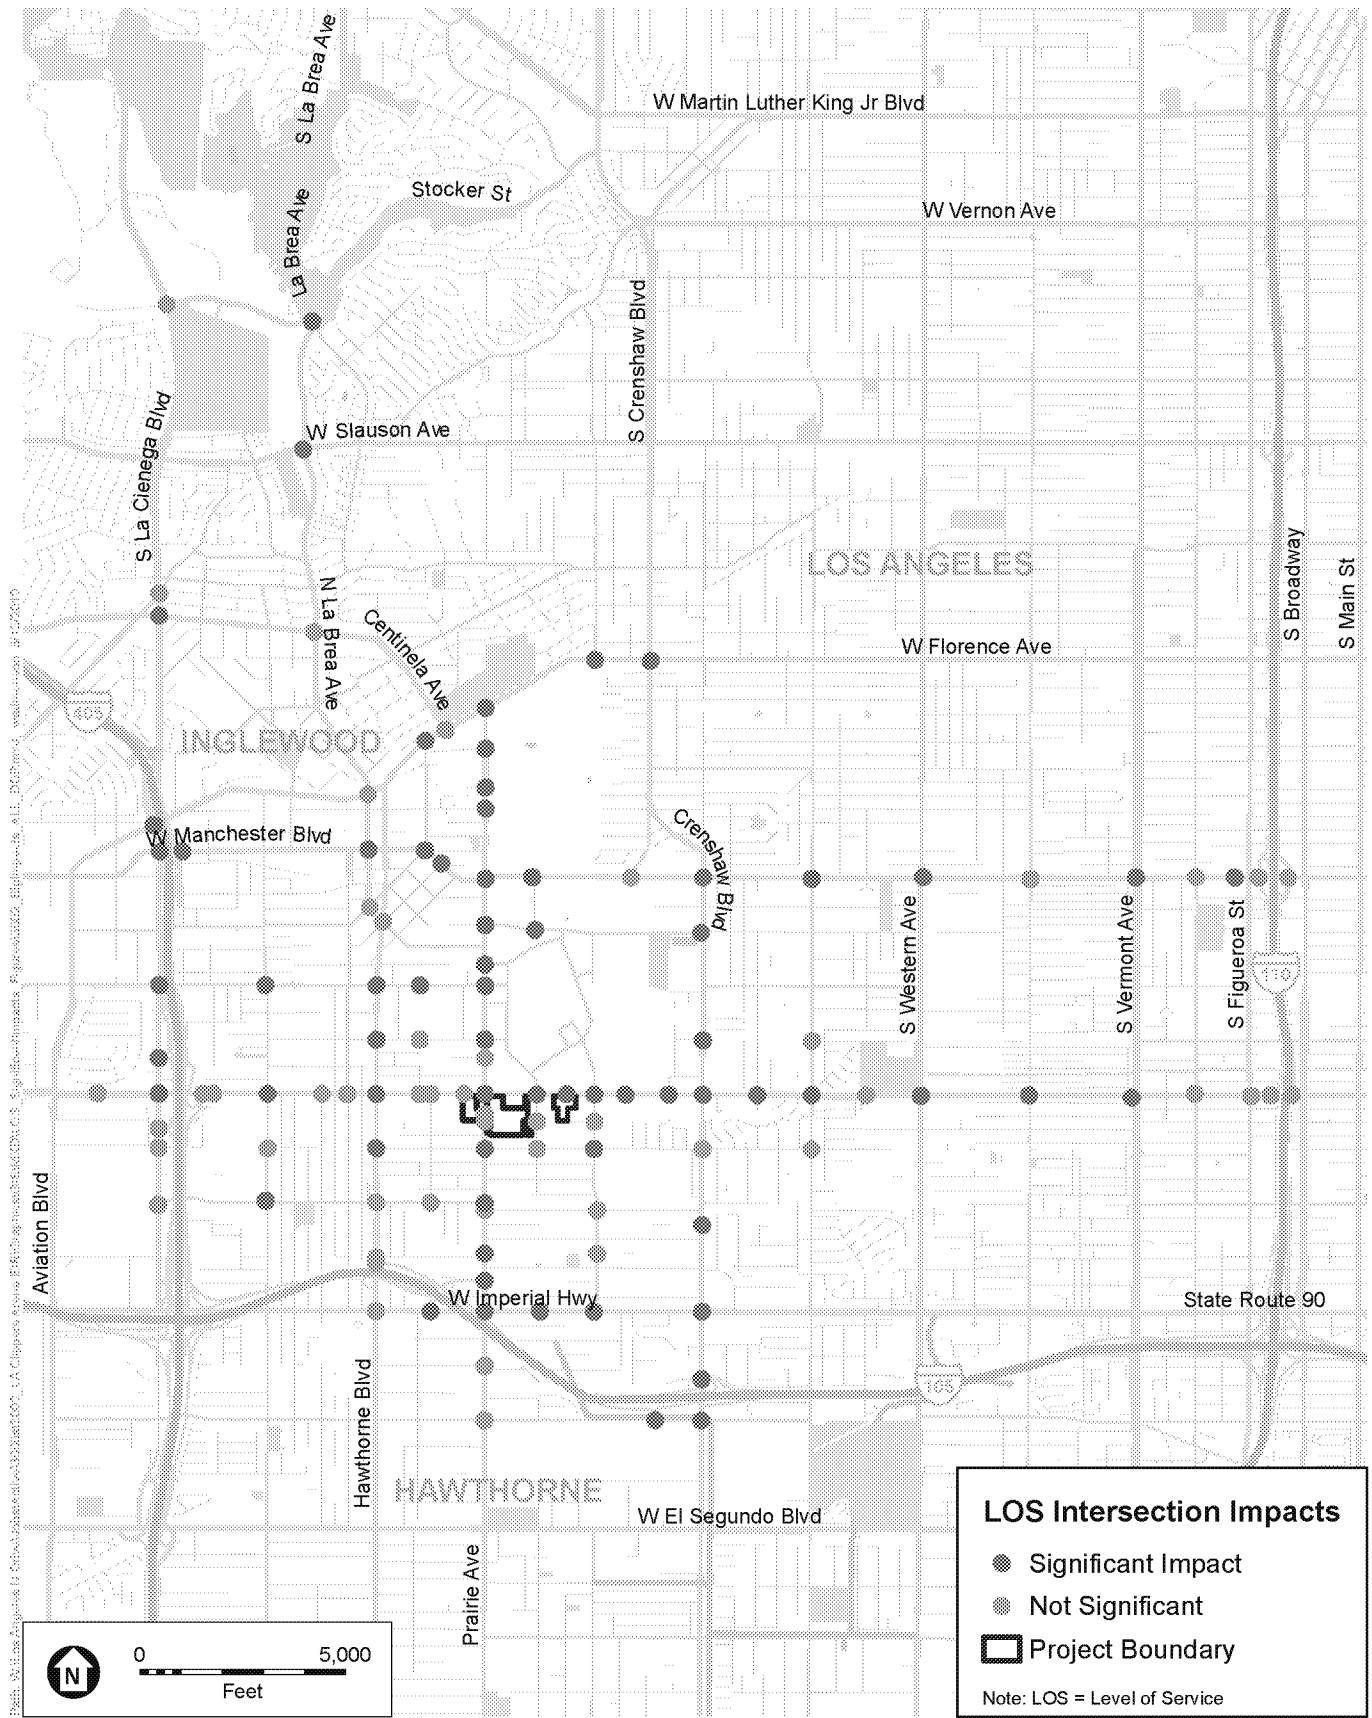 S La Brea Ave
W Martin Luther King Jr Blvd
Stocker St
W Vernon Ave
La Brea Ave
S Crenshaw Blvd
W Slauson Ave
S La Cienega Blvd
LOS ANGELES
S Broadway
S Main St
N La Brea Ave
Centinela Ave
W Florence Ave
405
INGLEWOOD
W Manchester Blvd
Crenshaw Blvd
S Western Ave
S Vermont Ave
S Figueroa St
110
Aviation Blvd
W Imperial Hwy
State Route 90
Hawthorne Blvd
105
HAWTHORNE
W El Segundo Blvd
Prairie Ave
LOS Intersection Impacts
Significant Impact
Not Significant
Project Boundary
Note: LOS = Level of Service
N
0 5,000
Feet